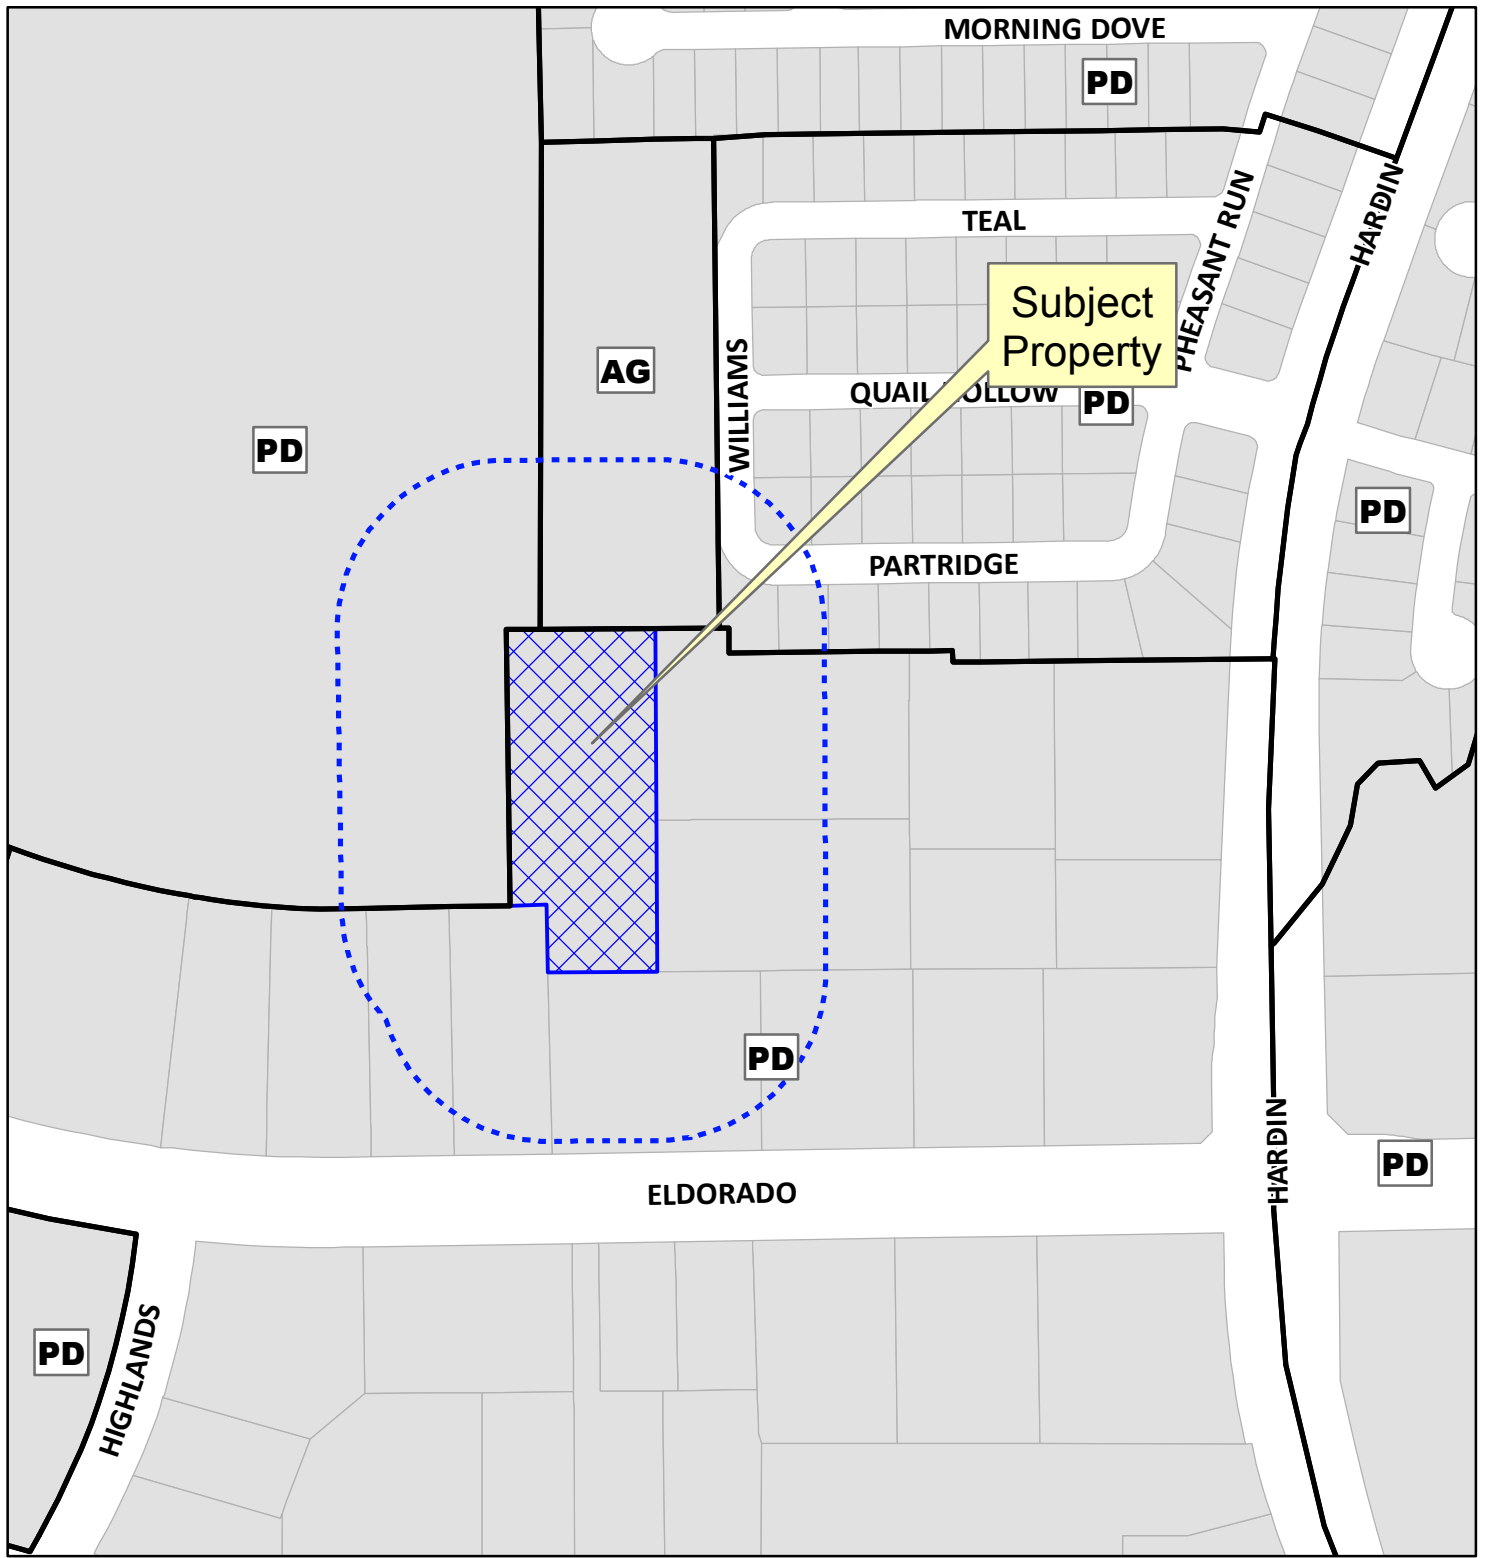 MORNING DOVE
PD
HARDIN
PHEASANT RUN
TEAL
Subject
Property
WILLIAMS
AG
QUAIL HOLLOW
PD
PD
PD
PARTRIDGE
PD
HARDIN
PD
ELDORADO
HIGHLANDS
PD